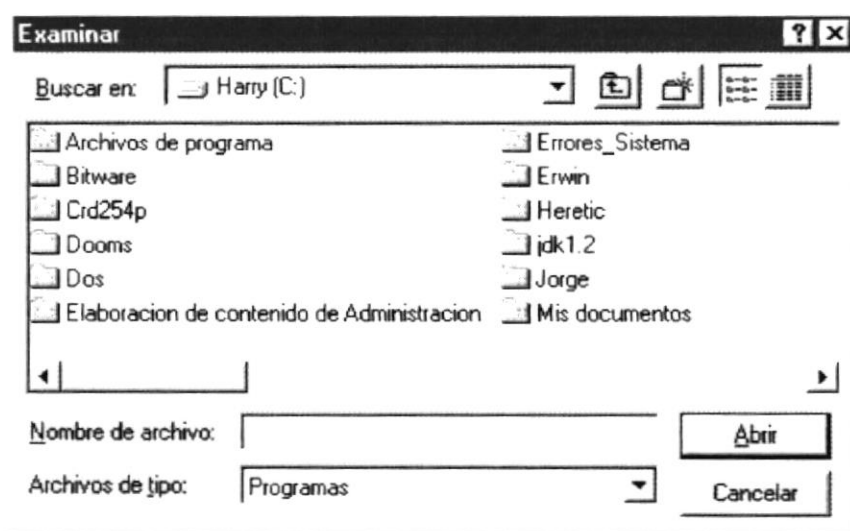 Examinar
Buscar en: Harry (C:)
Archivos de programa
Bitware
Crd254p
Dooms
Dos
Elaboracion de contenido de Administracion
Errores_Sistema
Erwin
Heretic
jdk1.2
Jorge
Mis documentos
Nombre de archivo:
Abrir
Archivos de tipo: Programas
Cancelar